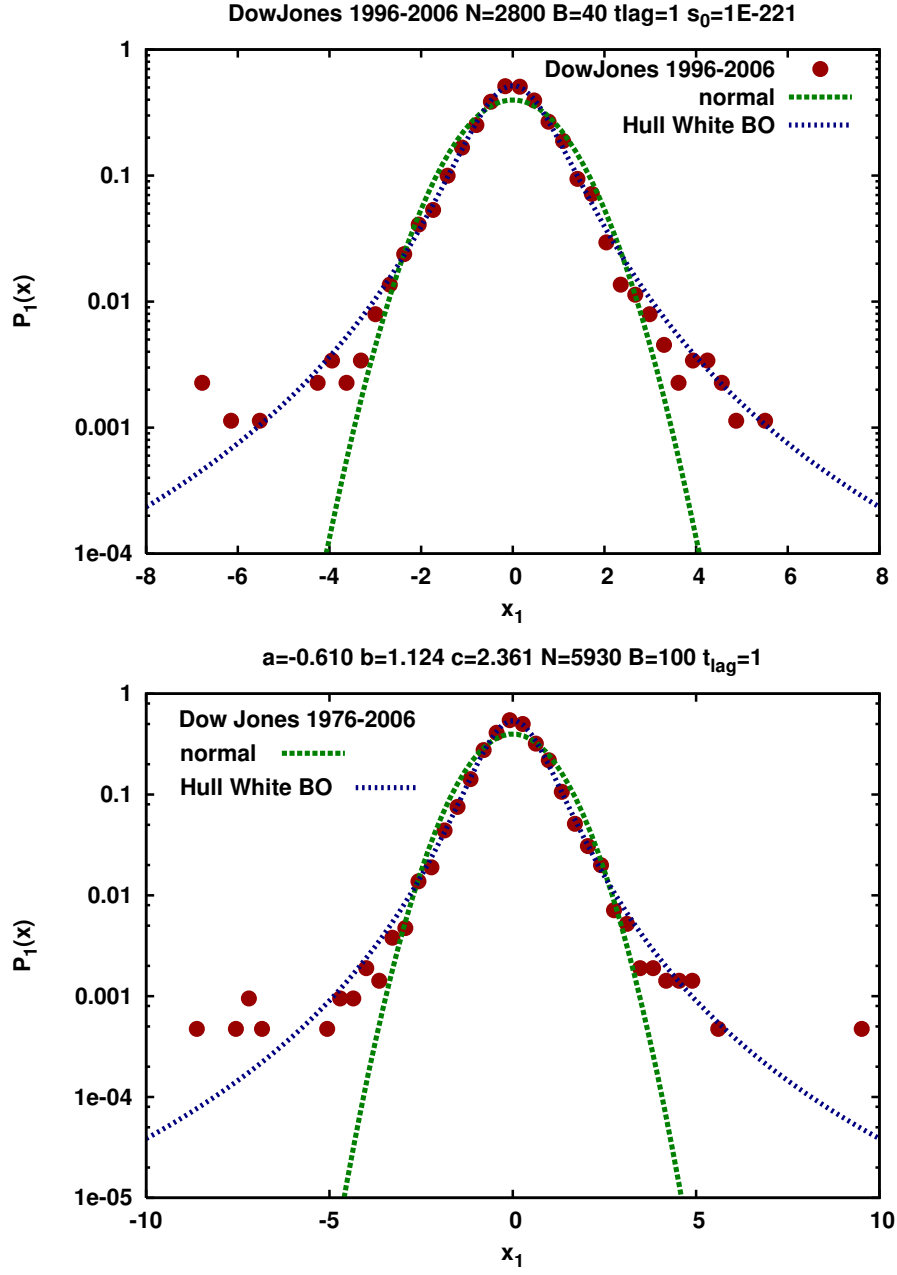 DowJones 1996-2006 N=2800 B=40 tlag=1 s0=1E-221
1
DowJones 1996-2006
normal
Hull White BO
0.1
P1(x)
0.01
0.001
1e-04
-8 -6 -4 -2 0 2 4 6 8
x1
a=-0.610 b=1.124 c=2.361 N=5930 B=100 tlag=1
1
Dow Jones 1976-2006
normal
Hull White BO
0.1
0.01
P1(x)
0.001
1e-04
1e-05
-10 -5 0 5 10
x1